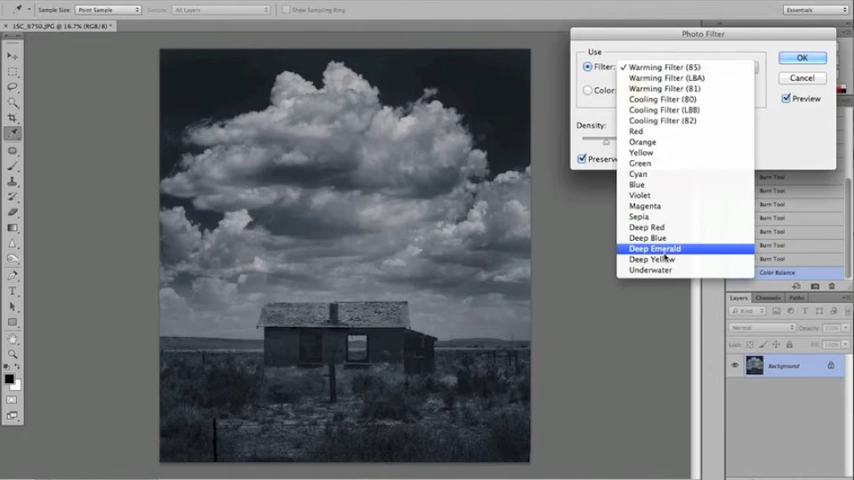 Sample Size: Point Sample
All Layers
Show Sampling Ring
Essentials
15C_9750.JPG @ 16.7% (RGB/8) *
Photo Filter
Use
Filter:
Color:
Density:
Preserve
OK
Cancel
Preview
Warming Filter (85)
Warming Filter (LBA)
Warming Filter (81)
Cooling Filter (80)
Cooling Filter (LBB)
Cooling Filter (82)
Red
Orange
Yellow
Green
Cyan
Blue
Violet
Magenta
Sepia
Deep Red
Deep Blue
Deep Emerald
Deep Yellow
Underwater
Burn Tool
Burn Tool
Burn Tool
Burn Tool
Burn Tool
Burn Tool
Burn Tool
Color Balance
Layers Channels Paths
Kind
Normal
Opacity:
Lock:
Fill:
Background